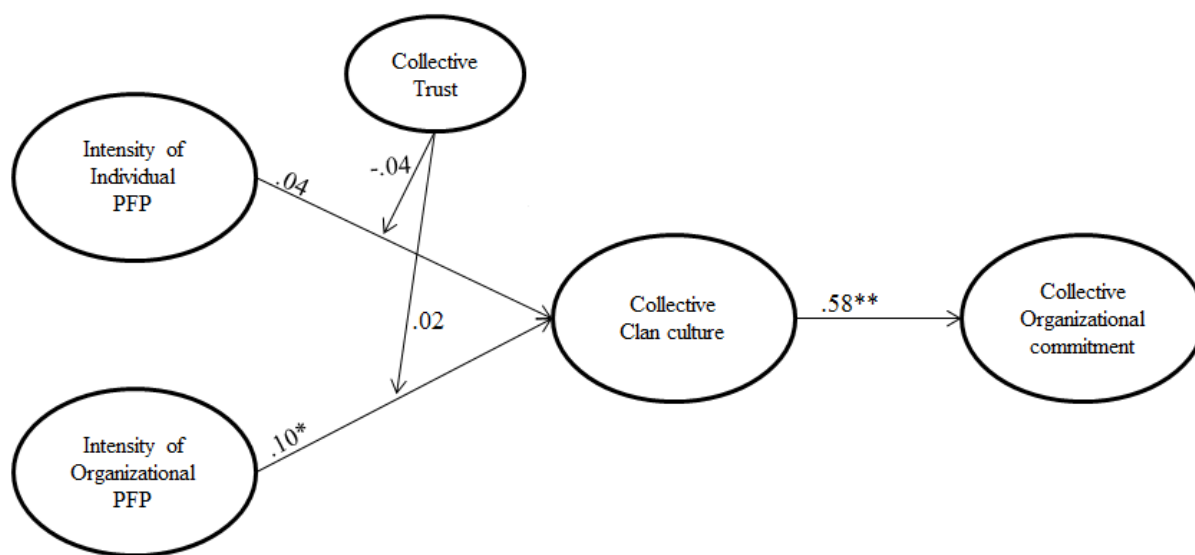 Collective
Trust
Intensity of
Individual
PFP
-.04
.04
Collective
Clan culture
.58**
Collective
Organizational
commitment
.02
Intensity of
Organizational
PFP
.10*